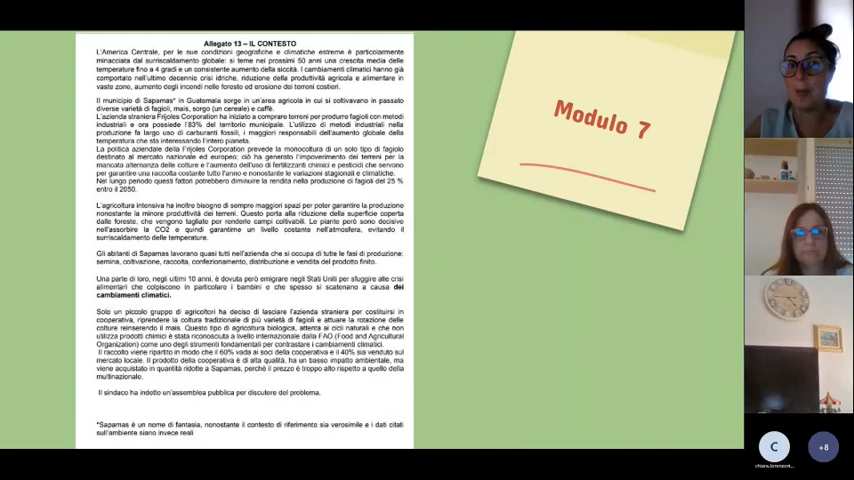 Allegato 13 – IL CONTESTO
L'America Centrale, per le sue condizioni geografiche e climatiche estreme è particolarmente
minacciata dal surriscaldamento globale: si teme nei prossimi 50 anni una crescita media delle
temperature fino a 4 gradi e un consistente aumento della siccità. I cambiamenti climatici hanno già
comportato nell'ultimo decennio crisi idriche, riduzione della produttività agricola e alimentare in
vaste zone, aumento degli incendi nelle foreste ed erosione dei terreni costieri.
Il municipio di Sapamas* in Guatemala sorge in un'area agricola in cui si coltivavano in passato
diverse varietà di fagioli, mais, sorgo (un cereale) e caffè.
L'azienda straniera Frijoles Corporation ha iniziato a comprare terreni per produrre fagioli con metodi
industriali e ora possiede l'83% del territorio municipale. L'utilizzo di metodi industriali nella
produzione fa largo uso di carburanti fossili, i maggiori responsabili dell'aumento globale della
temperatura che sta interessando l'intero pianeta.
La politica aziendale della Frijoles Corporation prevede la monocoltura di un solo tipo di fagiolo
destinato al mercato nazionale ed europeo; ciò ha generato l'impoverimento dei terreni per la
mancata alternanza delle colture e l'aumento dell'uso di fertilizzanti chimici e pesticidi che servono
per garantire una raccolta costante tutto l'anno e nonostante le variazioni stagionali e climatiche.
Nel lungo periodo questi fattori potrebbero diminuire la rendita nella produzione di fagioli del 25 %
entro il 2050.
L'agricoltura intensiva ha inoltre bisogno di sempre maggiori spazi per poter garantire la produzione
nonostante la minore produttività dei terreni. Questo porta alla riduzione della superficie coperta
dalle foreste, che vengono tagliate per renderle campi coltivabili. Le piante però sono decisive
nell'assorbire la CO2 e quindi garantirne un livello costante nell'atmosfera, evitando il
surriscaldamento delle temperature.
Gli abitanti di Sapamas lavorano quasi tutti nell'azienda che si occupa di tutte le fasi di produzione:
semina, coltivazione, raccolta, confezionamento, distribuzione e vendita del prodotto finito.
Una parte di loro, negli ultimi 10 anni, è dovuta però emigrare negli Stati Uniti per sfuggire alle crisi
alimentari che colpiscono in particolare i bambini e che spesso si scatenano a causa dei
cambiamenti climatici.
Solo un piccolo gruppo di agricoltori ha deciso di lasciare l'azienda straniera per costituirsi in
cooperativa, riprendere la coltura tradizionale di più varietà di fagioli e attuare la rotazione delle
colture reinserendo il mais. Questo tipo di agricoltura biologica, attenta ai cicli naturali e che non
utilizza prodotti chimici è stata riconosciuta a livello internazionale dalla FAO (Food and Agricultural
Organization) come uno degli strumenti fondamentali per contrastare i cambiamenti climatici.
Il raccolto viene ripartito in modo che il 60% vada ai soci della cooperativa e il 40% sia venduto sul
mercato locale. Il prodotto della cooperativa è di alta qualità, ha un basso impatto ambientale, ma
viene acquistato in quantità ridotte a Sapamas, perché il prezzo è troppo alto rispetto a quello della
multinazionale.
Il sindaco ha indetto un'assemblea pubblica per discutere del problema.
*Sapamas è un nome di fantasia, nonostante il contesto di riferimento sia verosimile e i dati citati
sull'ambiente siano invece reali
Modulo 7
C
+8
chiara.lorenzoni...